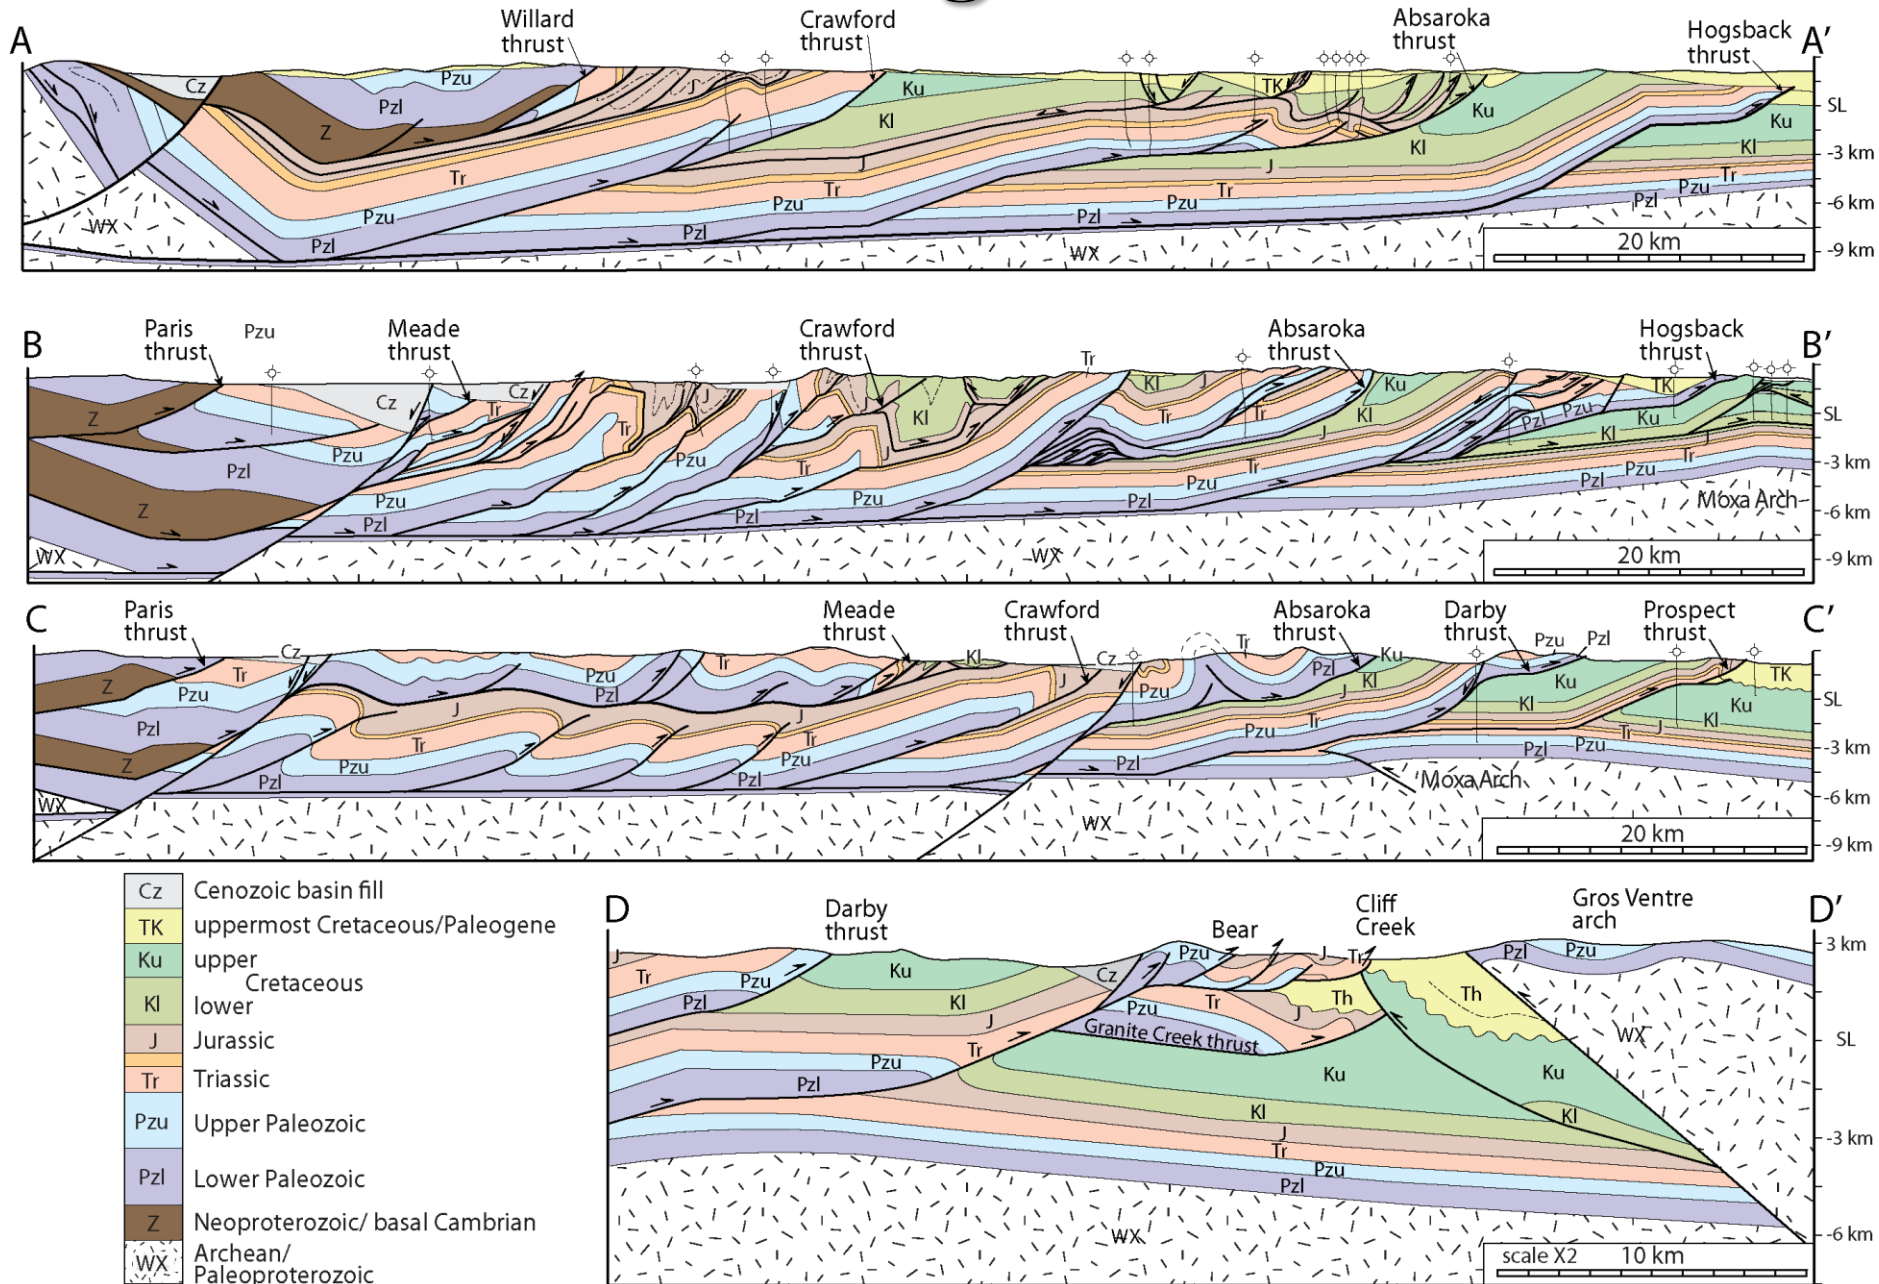 A
Willard
thrust
Crawford
thrust
Absaroka
thrust
Hogsback
thrust
A′
Cz
Pzu
Pzl
Z
J
Ku
Kl
TK
Ku
Ku
SL
Kl
Kl
-3 km
J
J
Tr
Tr
Tr
Tr
Pzu
Pzu
Pzu
Pzu
Pzl
Pzl
Pzl
Pzl
-6 km
WX
WX
20 km
-9 km
B
Paris
thrust
Pzu
Meade
thrust
Crawford
thrust
Absaroka
thrust
Hogsback
thrust
B′
Tr
Cz
Cz
Tr
J
J
Kl
Kl
J
Ku
TK
Z
Tr
Tr
Tr
Kl
Pzl
Pzu
Ku
SL
Pzu
Pzl
Pzu
J
Tr
J
Kl
J
Tr
Tr
-3 km
Z
Pzu
Pzl
Pzu
Pzl
Pzu
Pzl
Pzu
Pzl
Moxa Arch
-6 km
WX
WX
20 km
-9 km
C
Paris
thrust
Meade
thrust
Crawford
thrust
Absaroka
thrust
Darby
thrust
Prospect
thrust
C′
Cz
Tr
Kl
Cz
Tr
Ku
Pzu
Pzl
Z
Tr
Pzu
Pzu
Pzl
Tr
J
Pzu
Pzl
Kl
J
Ku
TK
SL
Pzl
J
J
Tr
Kl
Ku
Kl
Z
Tr
Tr
Pzu
Pzu
Pzu
Tr
J
Pzu
-3 km
Pzl
Pzl
Pzl
Pzl
Moxa Arch
-6 km
WX
WX
20 km
-9 km
Cz Cenozoic basin fill
TK uppermost Cretaceous/Paleogene
Ku upper
Cretaceous
Kl lower
J Jurassic
Tr Triassic
Pzu Upper Paleozoic
Pzl Lower Paleozoic
Z Neoproterozoic/ basal Cambrian
WX Archean/
Paleoproterozoic
D
Darby
thrust
Bear
Cliff
Creek
Gros Ventre
arch
D′
3 km
J
Tr
Pzu
Pzl
Ku
Kl
J
Cz
Pzu
J
Tr
Pzl
Pzu
Th
Th
Tr
Pzu
J
Granite Creek thrust
WX
SL
Tr
Pzu
Pzl
Ku
Ku
Kl
Kl
J
-3 km
Tr
Pzu
Pzl
WX
-6 km
scale X2
10 km